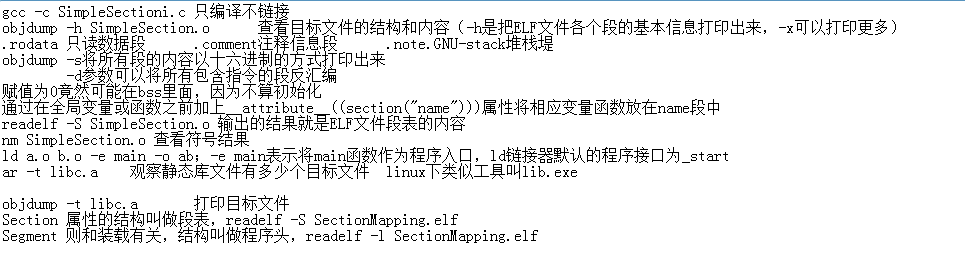 gcc -c SimpleSectioni.c 只编译不链接
objdump -h SimpleSection.o 查看目标文件的结构和内容（-h是把ELF文件各个段的基本信息打印出来，-x可以打印更多）
.rodata 只读数据段 .comment注释信息段 .note.GNU-stack堆栈堤
objdump -s将所有段的内容以十六进制的方式打印出来
-d参数可以将所有包含指令的段反汇编
赋值为0竟然可能在bss里面，因为不算初始化
通过在全局变量或函数之前加上__attribute__((section("name")))属性将相应变量函数放在name段中
readelf -S SimpleSection.o 输出的结果就是ELF文件段表的内容
nm SimpleSection.o 查看符号结果
ld a.o b.o -e main -o ab；-e main表示将main函数作为程序入口，ld链接器默认的程序接口为_start
ar -t libc.a 观察静态库文件有多少个目标文件 linux下类似工具叫lib.exe
objdump -t libc.a 打印目标文件
Section 属性的结构叫做段表，readelf -S SectionMapping.elf
Segment 则和装载有关，结构叫做程序头，readelf -l SectionMapping.elf